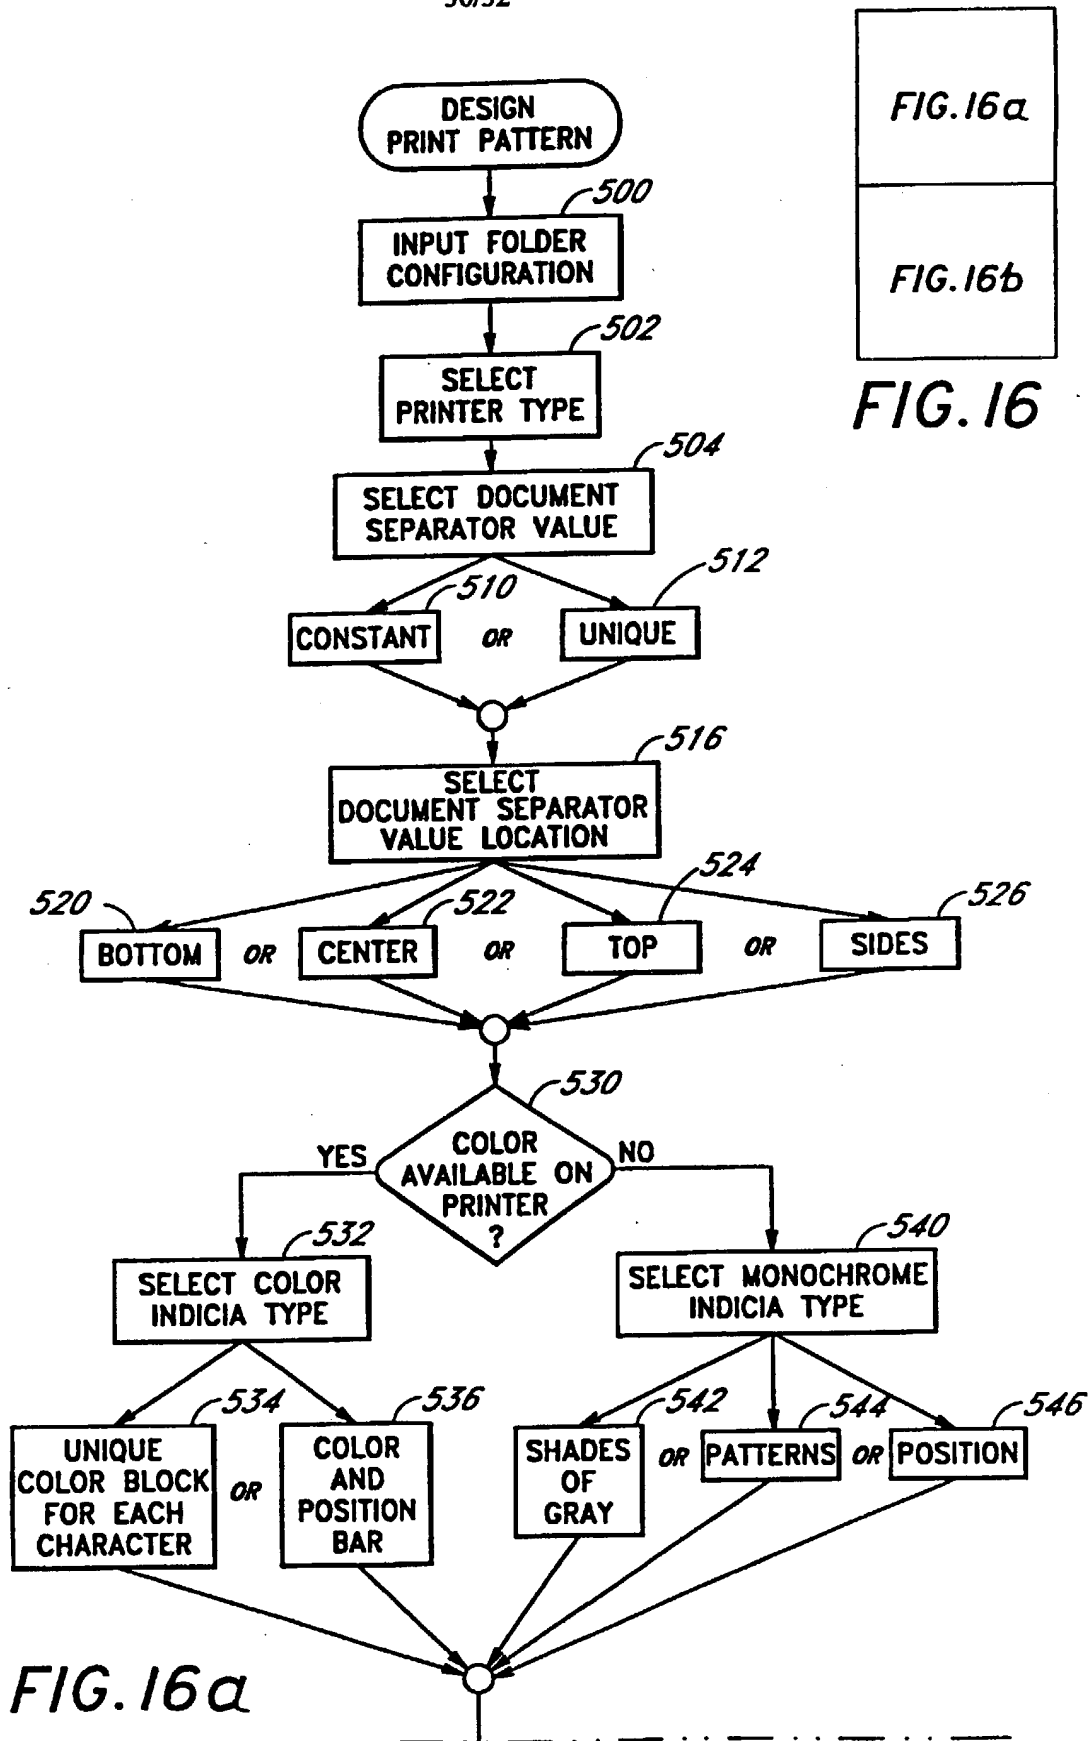 FIG.16a
FIG.16b
FIG.16
DESIGN
PRINT PATTERN
500
INPUT FOLDER
CONFIGURATION
502
SELECT
PRINTER TYPE
504
SELECT DOCUMENT
SEPARATOR VALUE
510
512
CONSTANT OR UNIQUE
516
SELECT
DOCUMENT SEPARATOR
VALUE LOCATION
520
522
524
526
BOTTOM OR CENTER OR TOP OR SIDES
530
COLOR
AVAILABLE ON
PRINTER
?
YES
NO
532
SELECT COLOR
INDICIA TYPE
540
SELECT MONOCHROME
INDICIA TYPE
534
UNIQUE
COLOR BLOCK
FOR EACH
CHARACTER
OR
536
COLOR
AND
POSITION
BAR
542
SHADES
OF
GRAY
OR
544
PATTERNS
OR
546
POSITION
FIG.16a